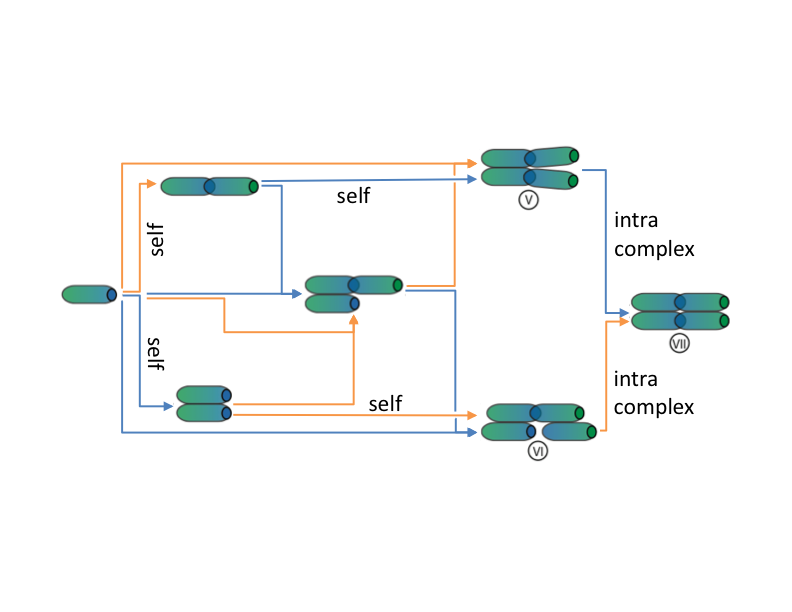 self
V
self
intra
complex
self
VII
intra
complex
self
VI